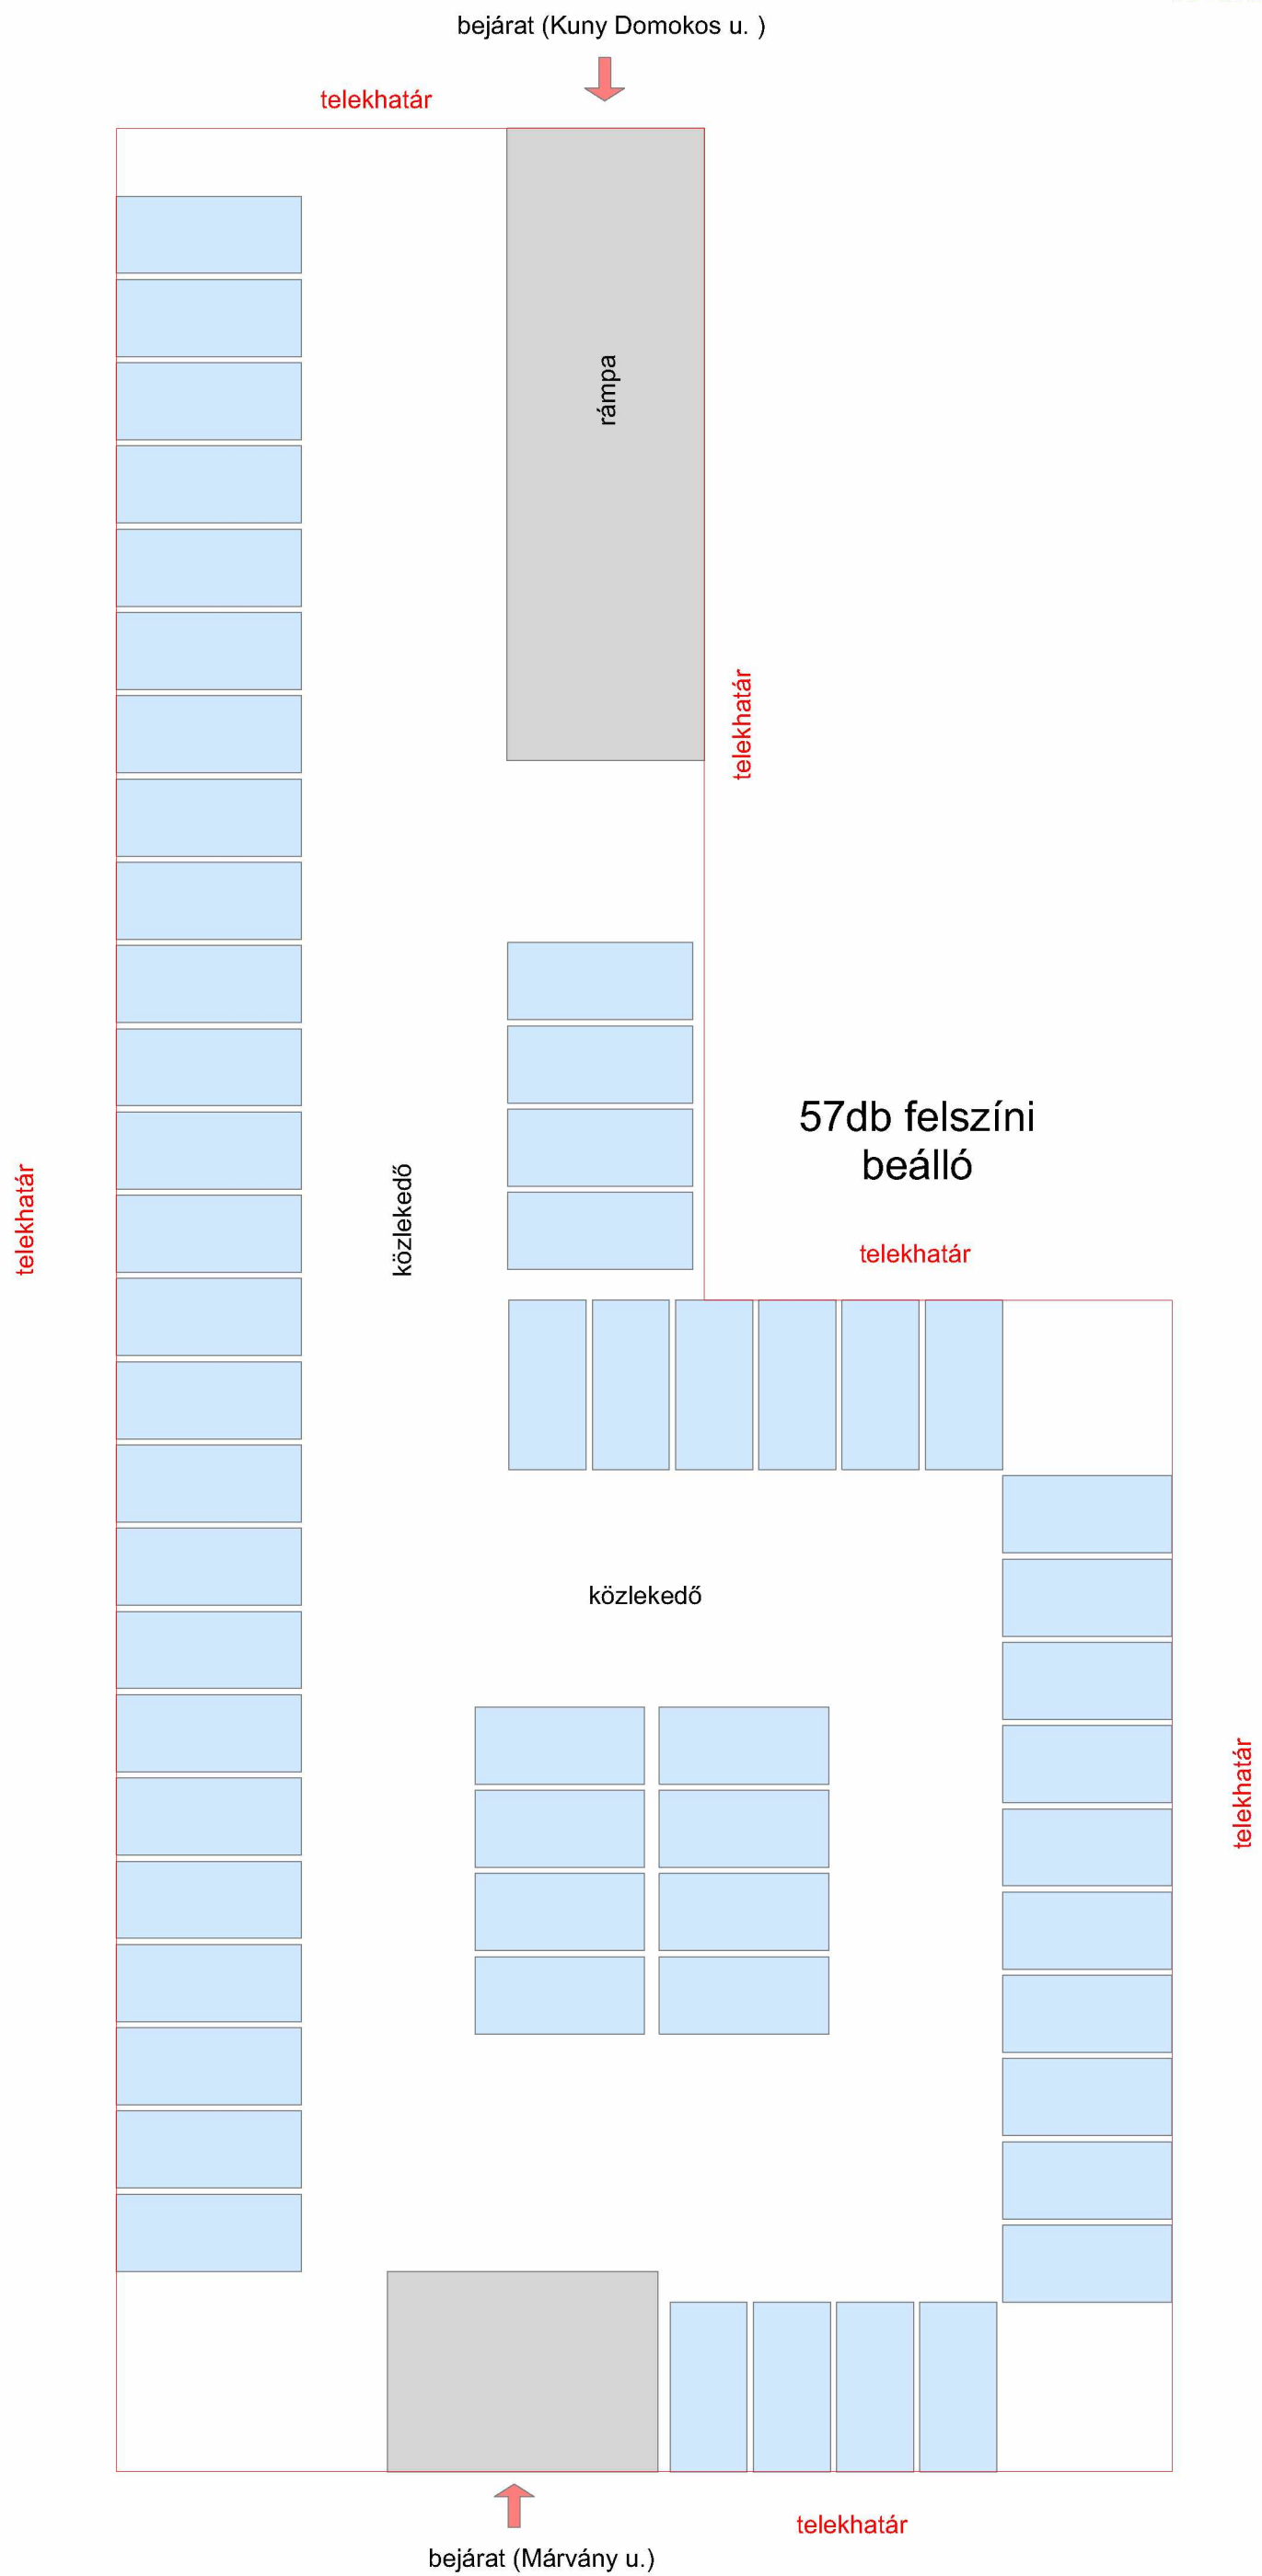 bejárat (Kuny Domokos u. )
telekhatár
rámpa
telekhatár
57db felszíni
beálló
telekhatár
közlekedő
telekhatár
közlekedő
telekhatár
telekhatár
bejárat (Márvány u.)